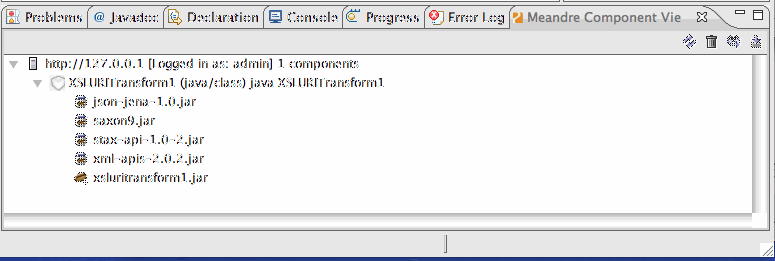 Problems @ Javadoc Declaration Console Progress Error Log Meandre Component Vie
http://127.0.0.1 [Logged in as: admin] 1 components
XSLURITransform1 (java/class) java XSLURITransform1
json-jena-1.0.jar
saxon9.jar
stax-api-1.0-2.jar
xml-apis-2.0.2.jar
xsluritransform1.jar